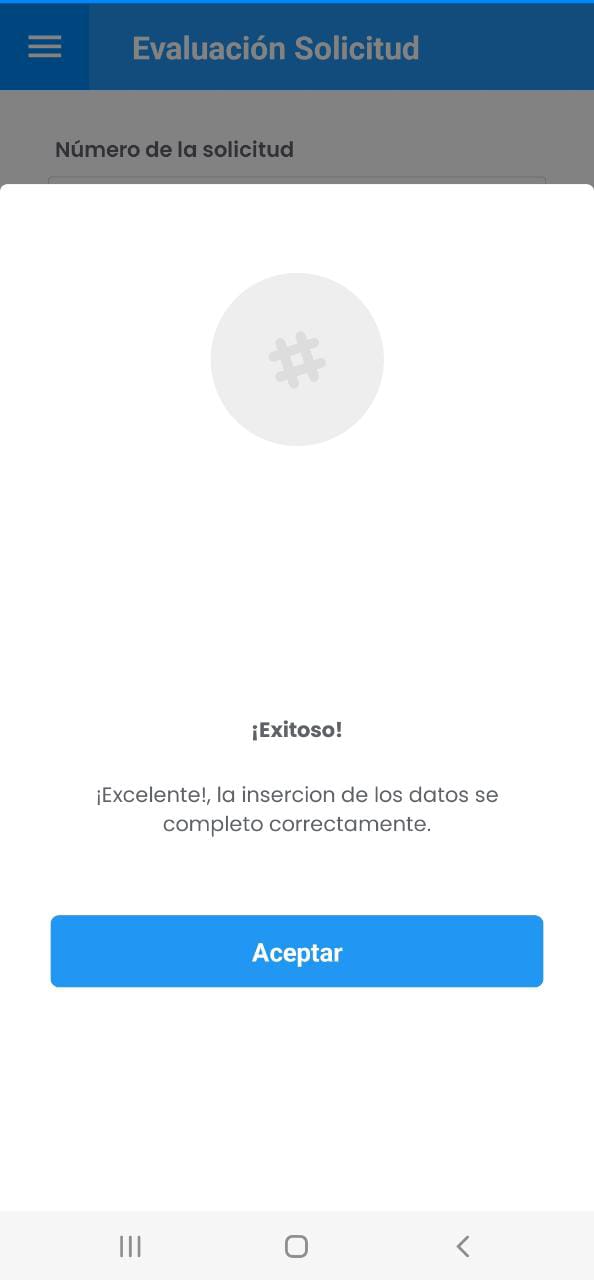 Evaluación Solicitud
Número de la solicitud
#
¡Exitoso!
¡Excelente!, la insercion de los datos se
completo correctamente.
Aceptar